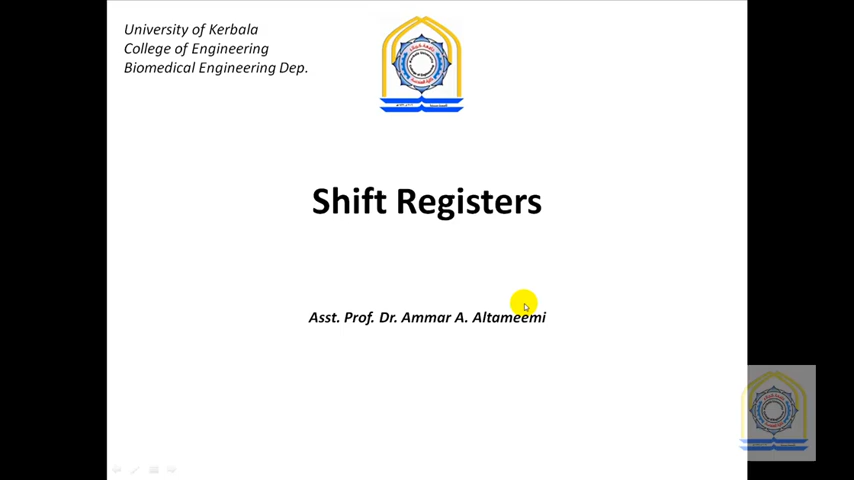 University of Kerbala
College of Engineering
Biomedical Engineering Dep.
Shift Registers
Asst. Prof. Dr. Ammar A. Altameemi